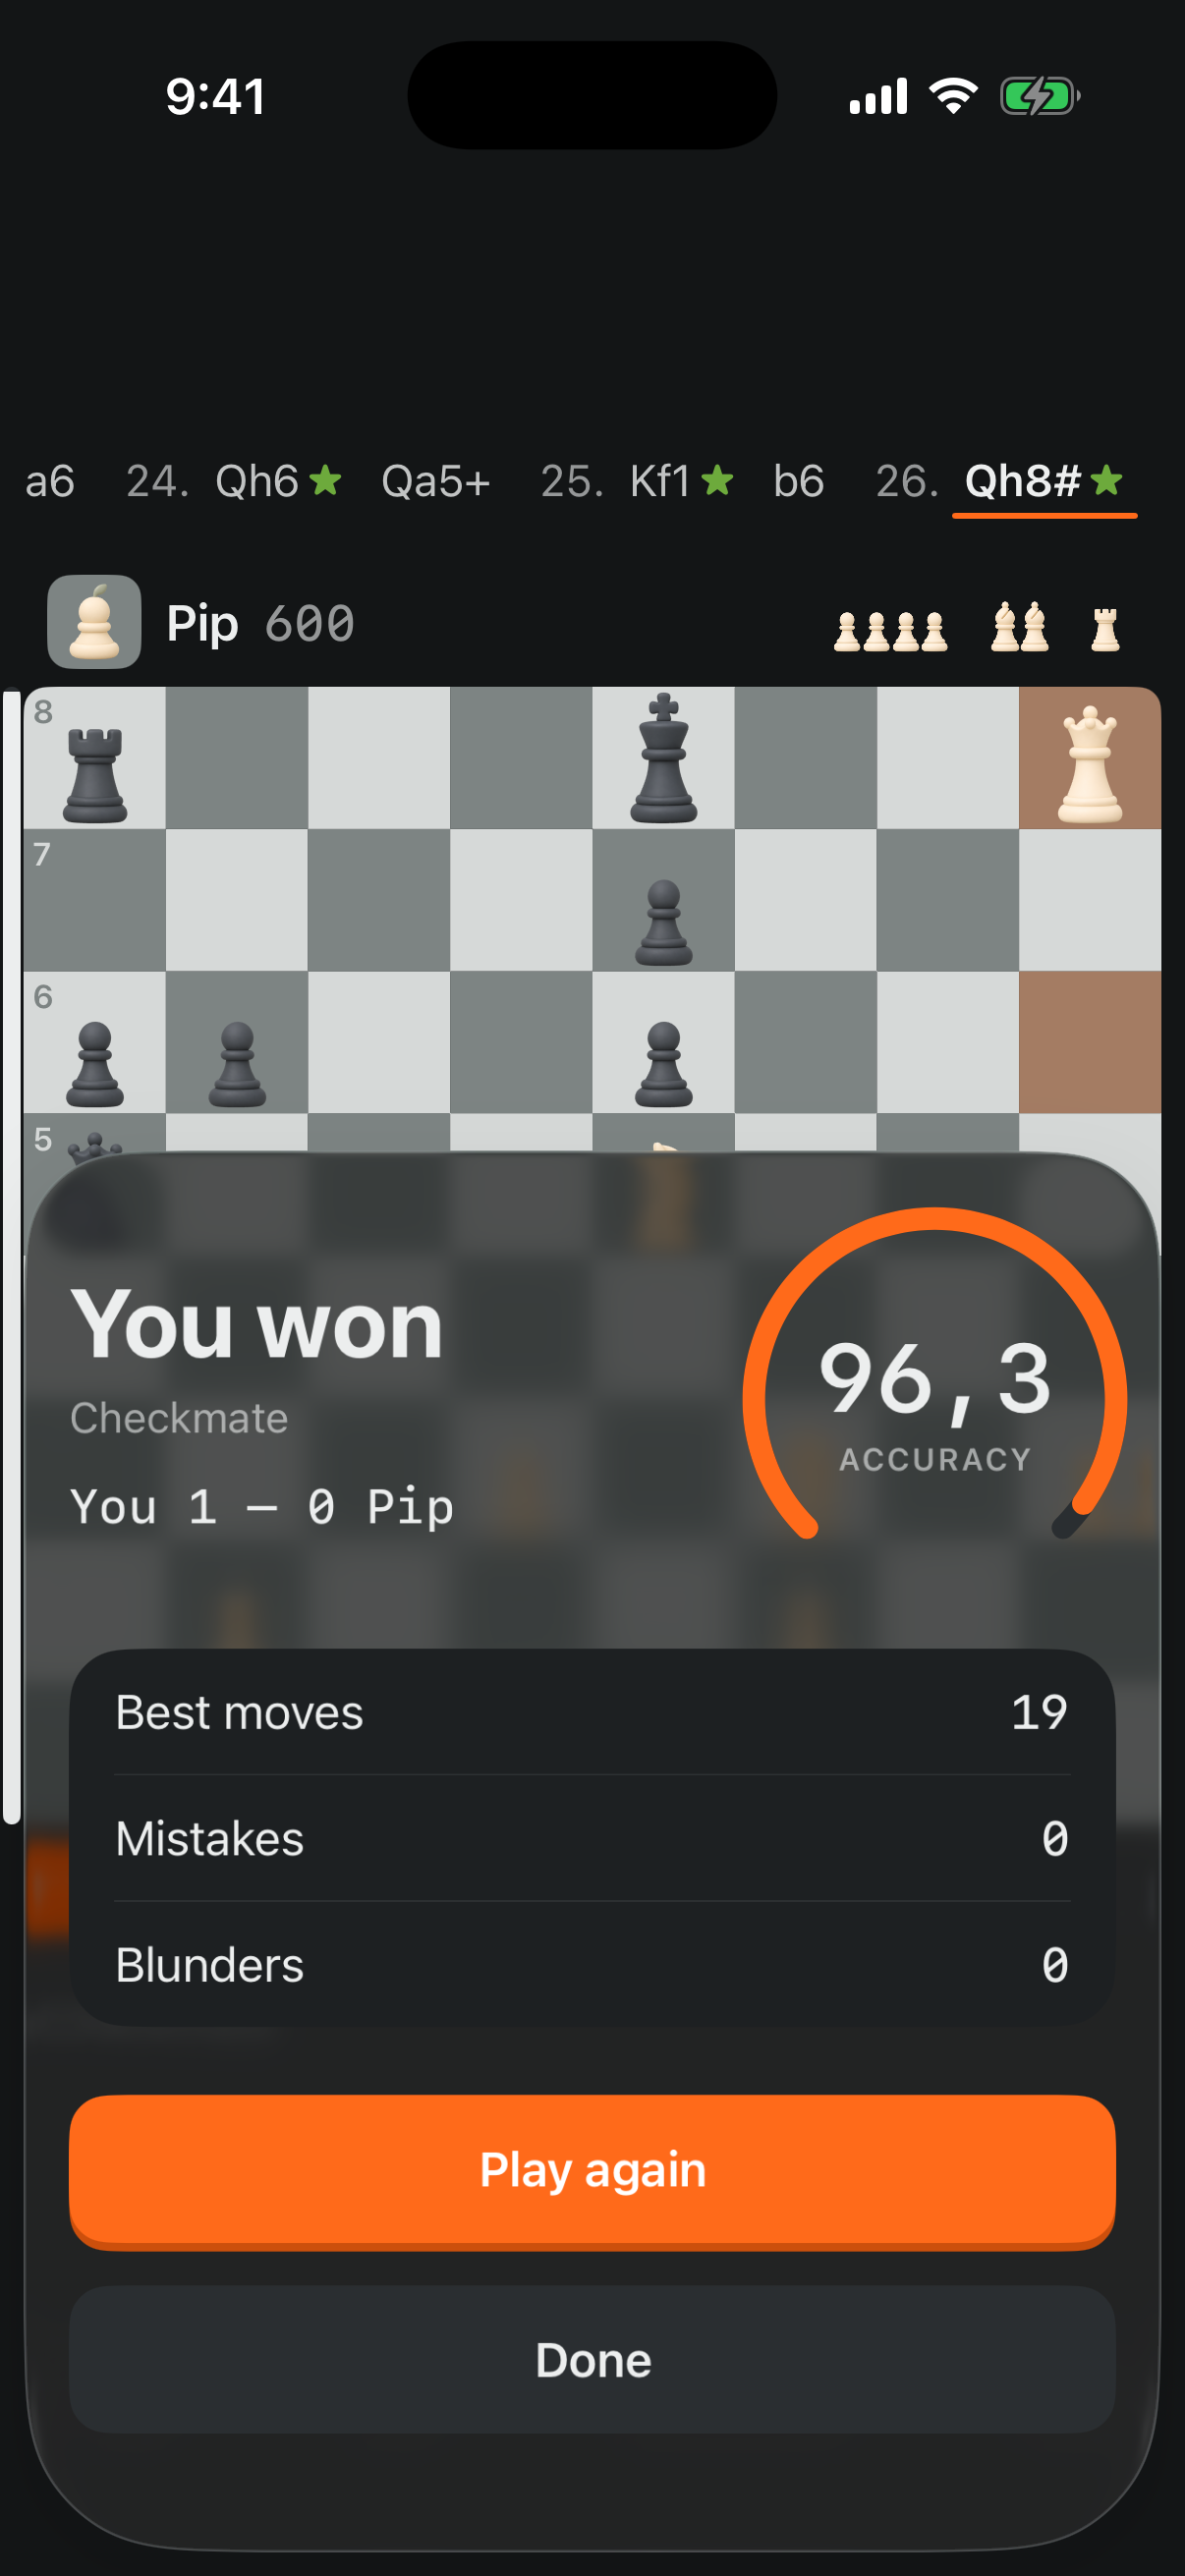 9:41
a6 24. Qh6 Qa5+ 25. Kf1 b6 26. Qh8#
Pip 600
8
7
6
5
You won
Checkmate
You 1 – 0 Pip
96,3
ACCURACY
Best moves 19
Mistakes 0
Blunders 0
Play again
Done